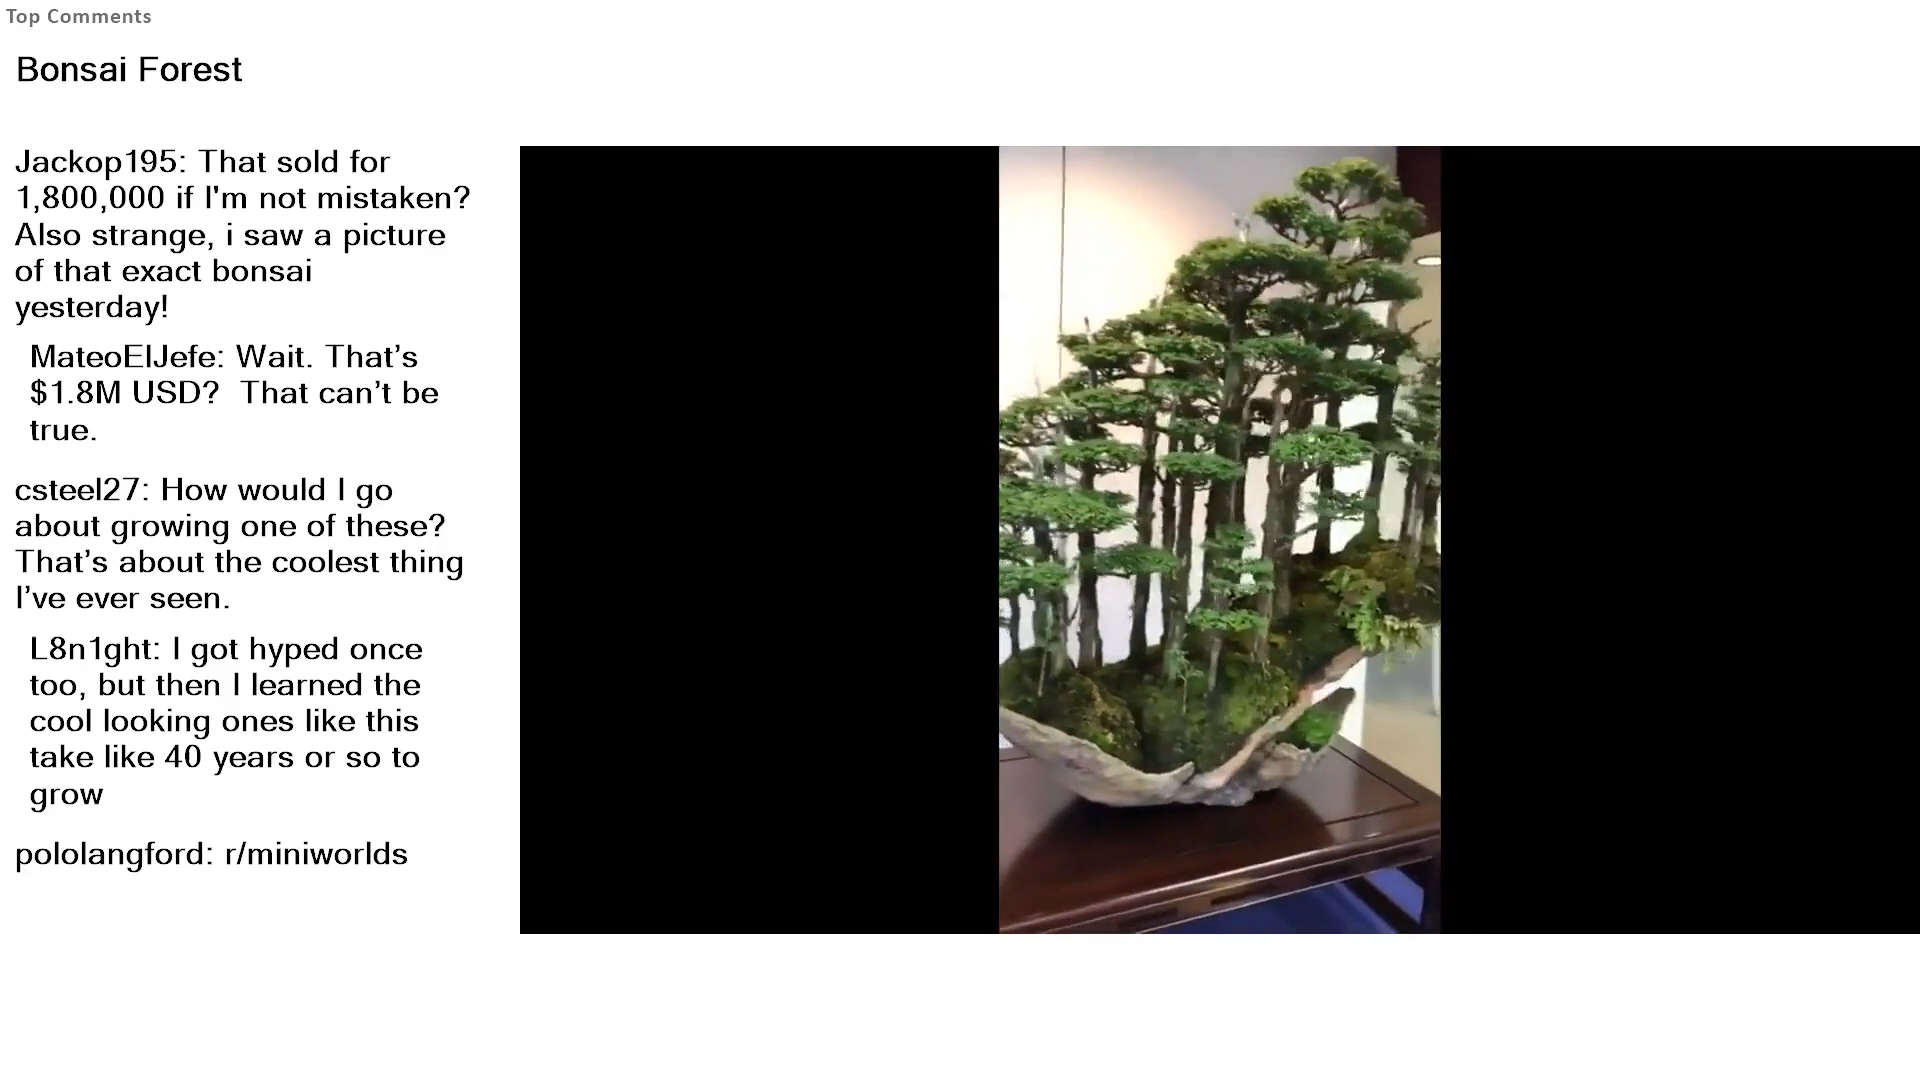 Top Comments
Bonsai Forest
Jackop195: That sold for
1,800,000 if I'm not mistaken?
Also strange, i saw a picture
of that exact bonsai
yesterday!
MateoElJefe: Wait. That’s
$1.8M USD?  That can’t be
true.
csteel27: How would I go
about growing one of these?
That’s about the coolest thing
I’ve ever seen.
L8n1ght: I got hyped once
too, but then I learned the
cool looking ones like this
take like 40 years or so to
grow
pololangford: r/miniworlds